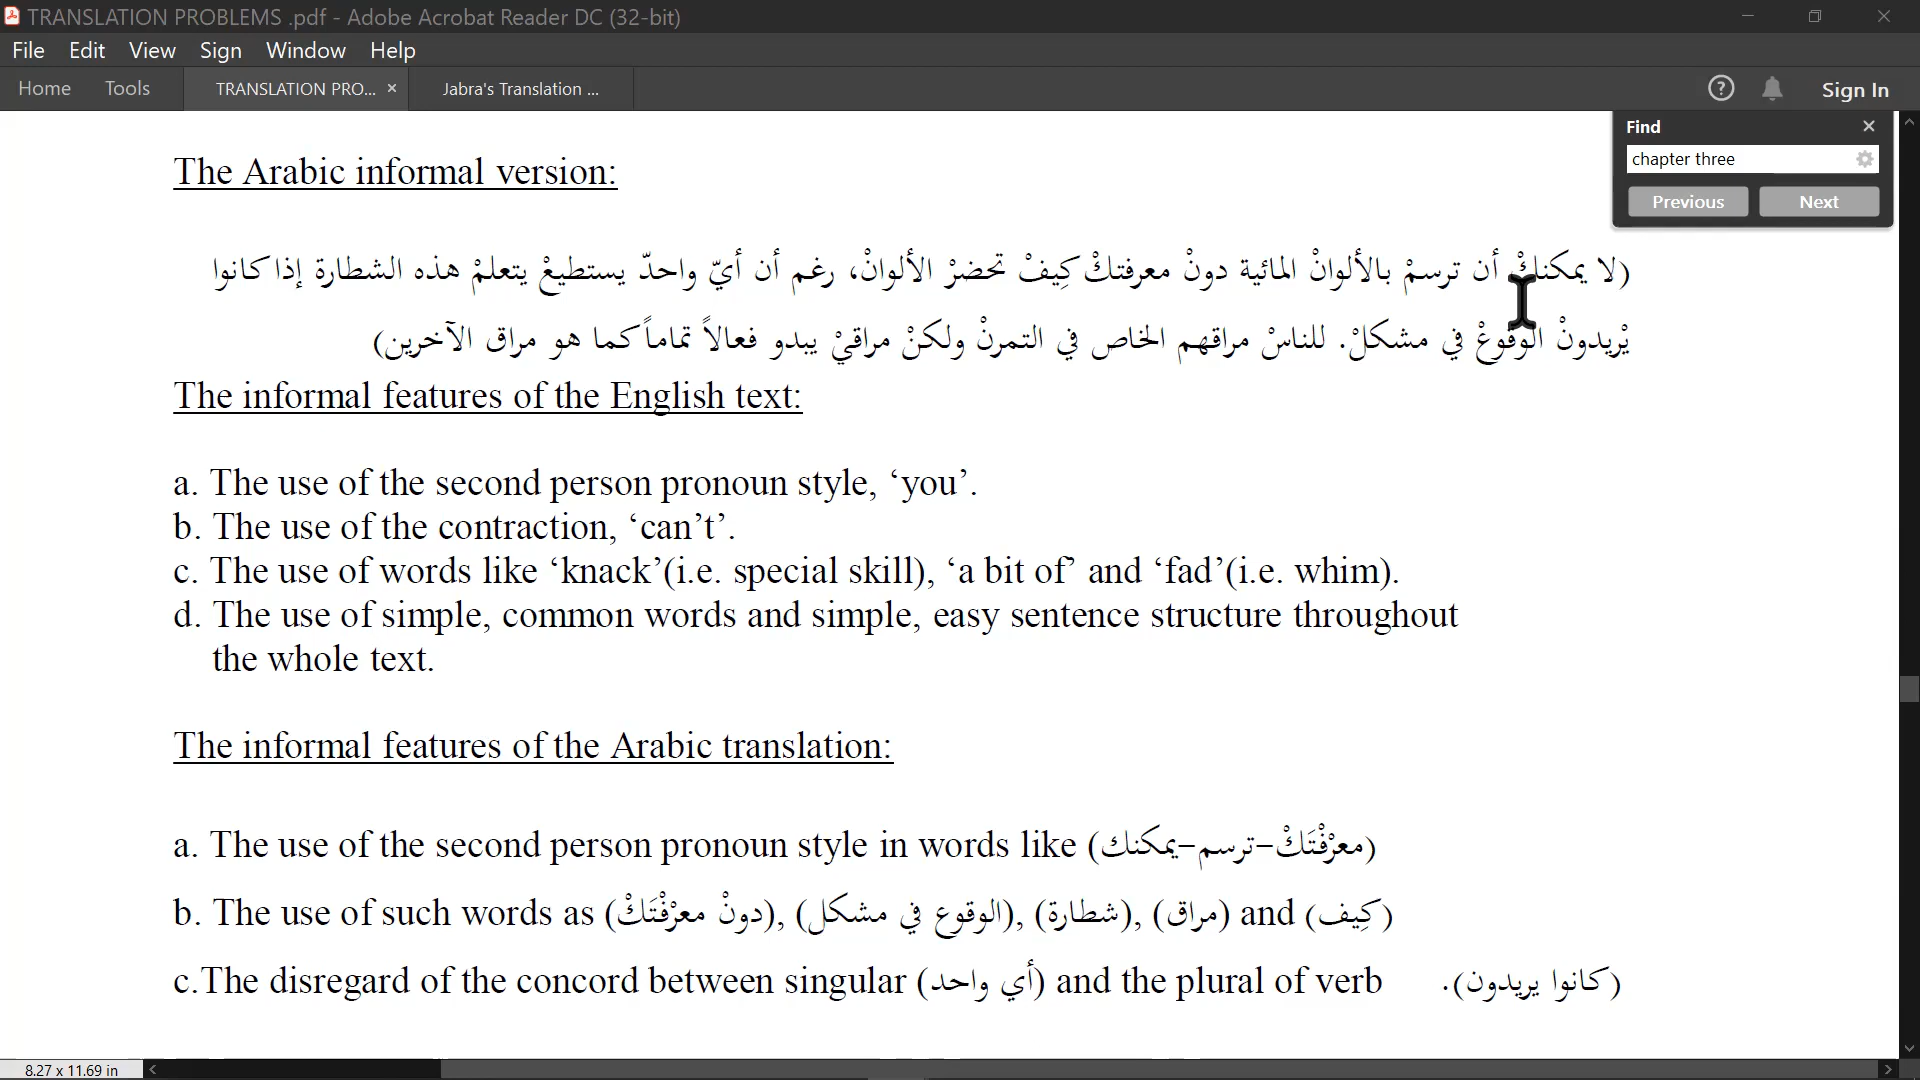 TRANSLATION PROBLEMS .pdf - Adobe Acrobat Reader DC (32-bit)
File Edit View Sign Window Help
Home Tools TRANSLATION PRO... × Jabra's Translation ... ? Sign In
Find ×
chapter three
Previous Next
The Arabic informal version:
(لا يمكنكْ أن ترسمْ بالألوانْ المائية دونْ معرفتكْ كِيفْ تحضرْ الألوانْ، رغم أن أيّ واحدّ يستطيعْ يتعلمْ هذه الشطارة إذا كانوا
يْريدونْ الوقوعْ في مشكلْ. للناسْ مراقهم الخاص في التمرنْ ولكنْ مراقيْ يبدو فعالاً تماماً كما هو مراق الآخرين)
The informal features of the English text:
a. The use of the second person pronoun style, ‘you’.
b. The use of the contraction, ‘can’t’.
c. The use of words like ‘knack’(i.e. special skill), ‘a bit of’ and ‘fad’(i.e. whim).
d. The use of simple, common words and simple, easy sentence structure throughout
the whole text.
The informal features of the Arabic translation:
a. The use of the second person pronoun style in words like (معرْفْتَكْ-ترسم-يمكنك)
b. The use of such words as (دونْ معرْفْتَكْ), (الوقوع في مشكل), (شطارة), (مراق) and (كِيف)
c.The disregard of the concord between singular (أي واحد) and the plural of verb (كانوا يريدون).
8.27 x 11.69 in